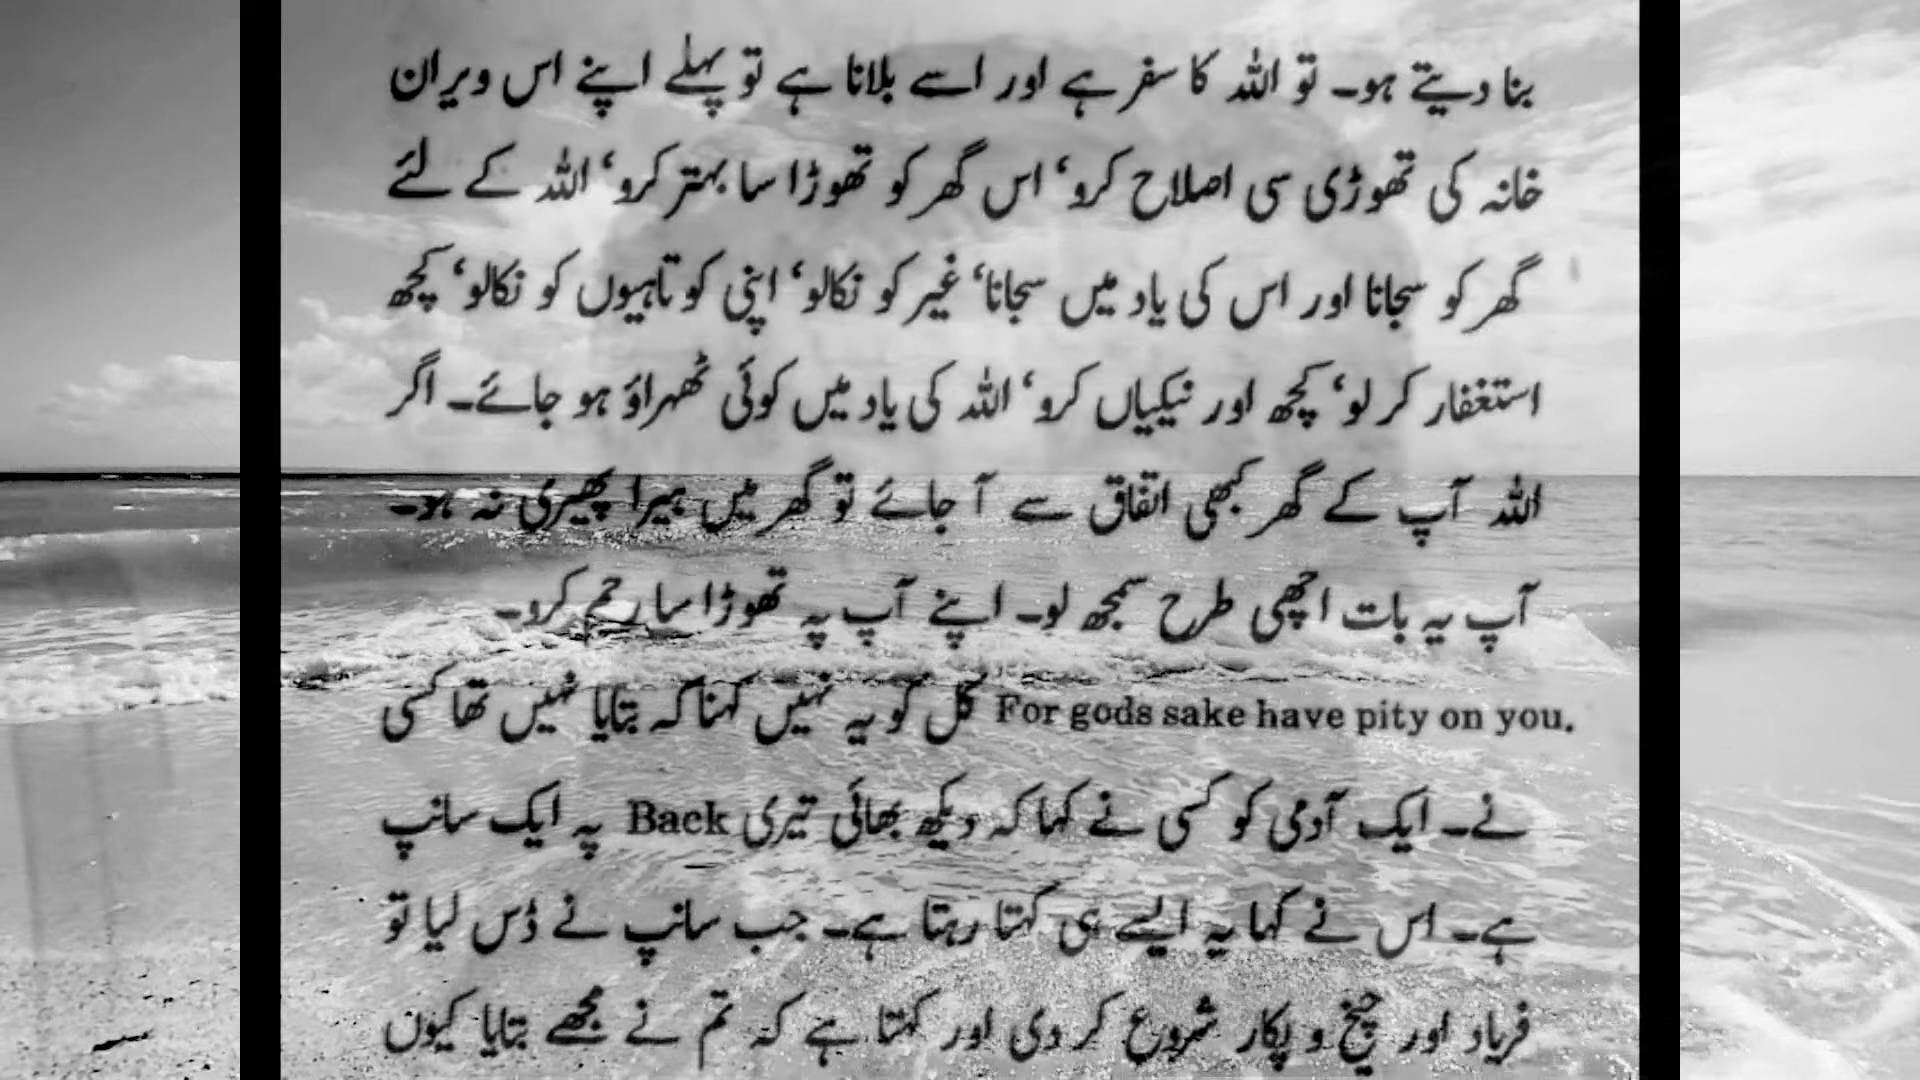 بنا دیتے ہو۔ تو اللہ کا سفر ہے اور اسے بلانا ہے تو پہلے اپنے اس ویران
خانہ کی تھوڑی سی اصلاح کرو‘ اس گھر کو تھوڑا سا بہتر کرو‘ اللہ کے لئے
گھر کو سجانا اور اس کی یاد میں سجانا‘ غیر کو نکالو‘ اپنی کوتاہیوں کو نکالو‘ کچھ
استغفار کر لو‘ کچھ اور نیکیاں کرو‘ اللہ کی یاد میں کوئی ٹھہراؤ ہو جائے۔ اگر
اللہ آپ کے گھر کبھی اتفاق سے آ جائے تو گھر میں ہیرا پھیری نہ ہو۔
آپ یہ بات اچھی طرح سمجھ لو۔ اپنے آپ پہ تھوڑا سا رحم کرو۔
For gods sake have pity on you. کل کو یہ نہیں کہنا کہ بتایا نہیں تھا کسی
نے۔ ایک آدمی کو کسی نے کہا کہ دیکھ بھائی تیری Back پہ ایک سانپ
ہے۔ اس نے کہا یہ ایسے ہی کہتا رہتا ہے۔ جب سانپ نے ڈس لیا تو
فریاد اور چیخ و پکار شروع کر دی اور کہتا ہے کہ تم نے مجھے بتایا کیوں